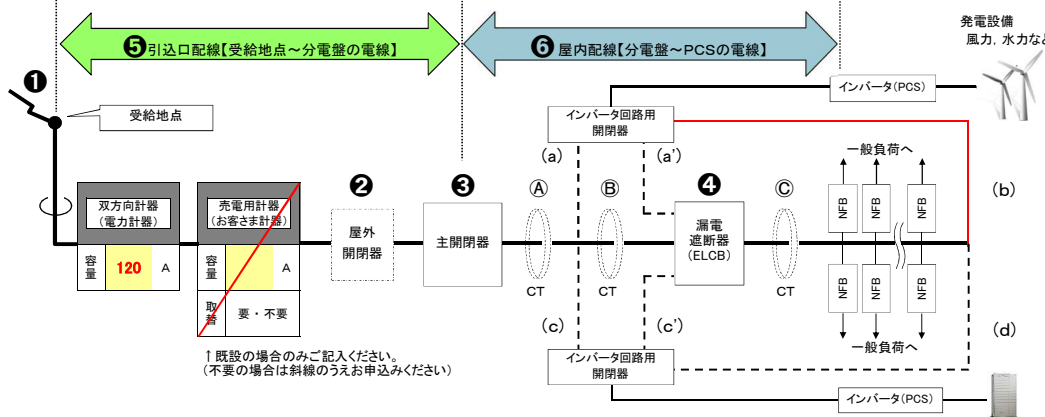 ❺引込口配線【受給地点～分電盤の電線】
❻屋内配線【分電盤～PCSの電線】
発電設備
風力，水力など
❶
受給地点
インバータ(PCS)
インバータ回路用
開閉器
(a)
(a')
一般負荷へ
(b)
双方向計器
(電力計器)
容量
120
A
売電用計器
(お客さま計器)
容量
A
取替
要・不要
❷
屋外
開閉器
❸
主開閉器
Ⓐ
CT
Ⓑ
CT
❹
漏電
遮断器
(ELCB)
Ⓒ
CT
NFB
NFB
NFB
NFB
NFB
NFB
一般負荷へ
(c)
(c')
(d)
インバータ回路用
開閉器
インバータ(PCS)
↑既設の場合のみご記入ください。
(不要の場合は斜線のうえお申込みください)